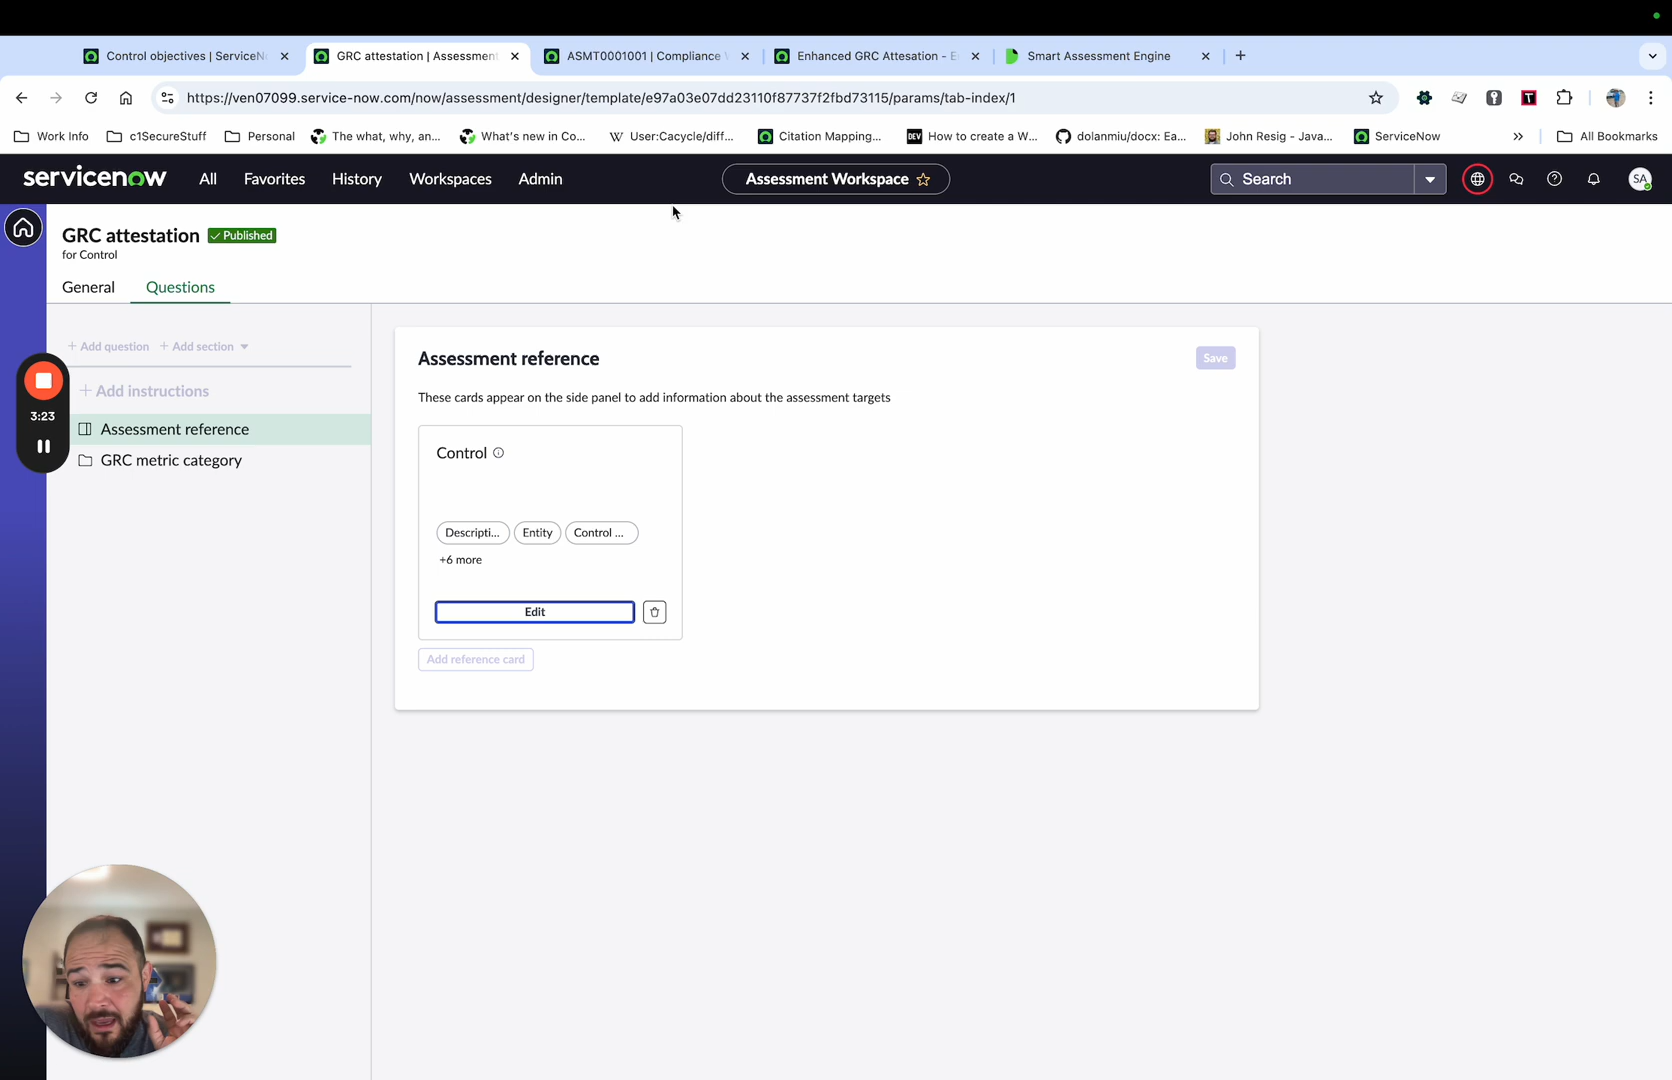 Control objectives | ServiceN
GRC attestation | Assessment
ASMT0001001 | Compliance
Enhanced GRC Attesation - E
Smart Assessment Engine
https://ven07099.service-now.com/now/assessment/designer/template/e97a03e07dd23110f87737f2fbd73115/params/tab-index/1
Work Info
c1SecureStuff
Personal
The what, why, an...
What's new in Co...
User:Cacycle/diff...
Citation Mapping...
DEV
How to create a W...
dolanmiu/docx: Ea...
John Resig - Java...
ServiceNow
All Bookmarks
servicenow
All
Favorites
History
Workspaces
Admin
Assessment Workspace
Search
SA
GRC attestation
Published
for Control
General
Questions
+ Add question
+ Add section
+ Add instructions
Assessment reference
GRC metric category
3:23
Assessment reference
Save
These cards appear on the side panel to add information about the assessment targets
Control
Descripti...
Entity
Control ...
+6 more
Edit
Add reference card